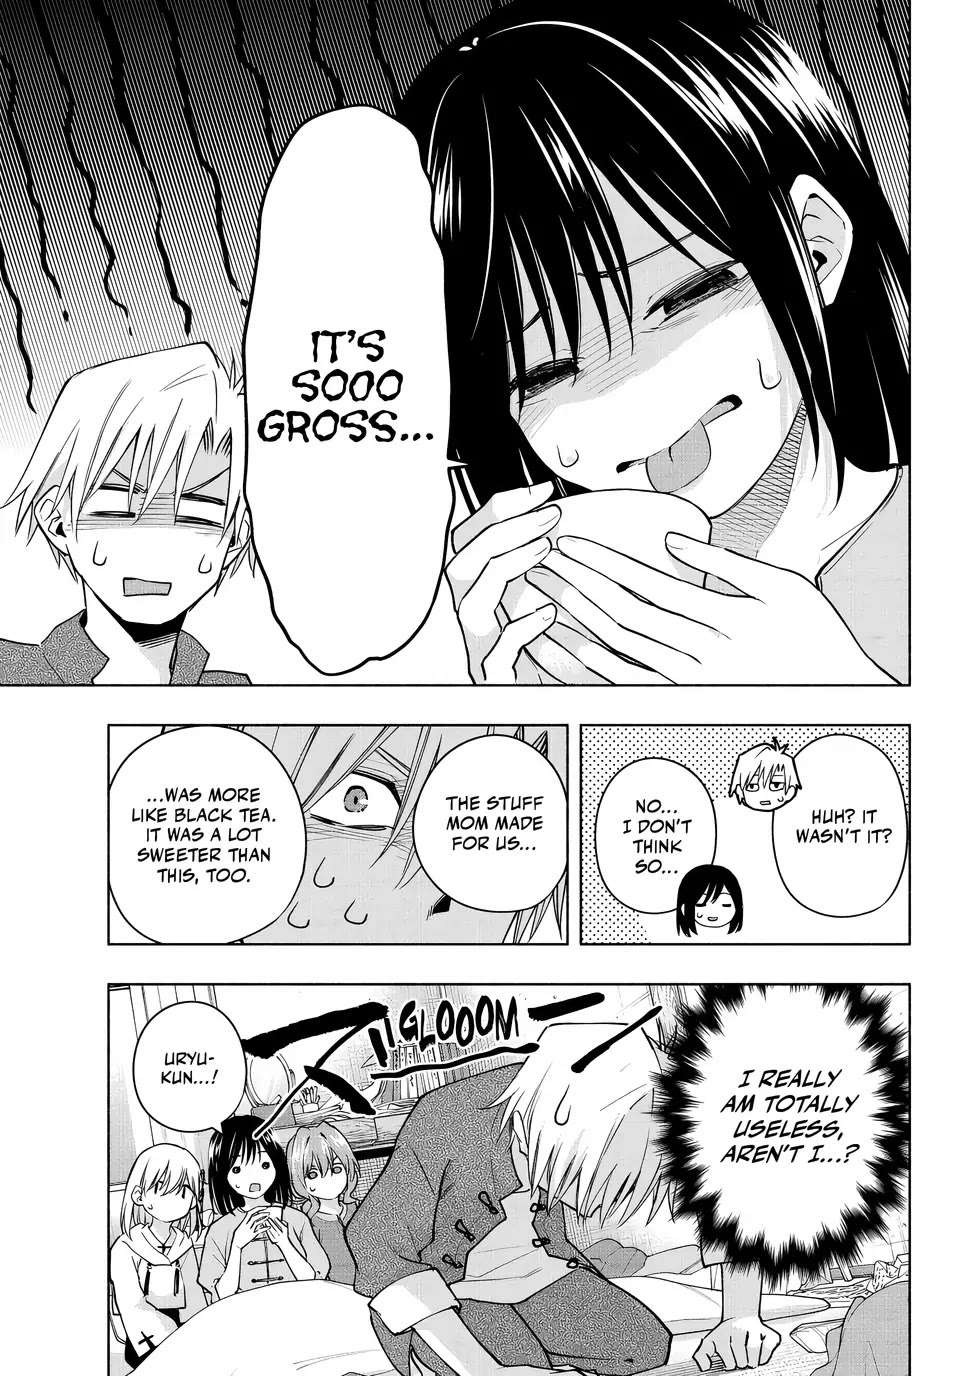 IT'S
SOOO
GROSS...
HUH? IT
WASN'T IT?
NO...
I DON'T
THINK
SO...
THE STUFF
MOM MADE
FOR US...
...WAS MORE
LIKE BLACK TEA.
IT WAS A LOT
SWEETER THAN
THIS, TOO.
I REALLY
AM TOTALLY
USELESS,
AREN'T I...?
GLOOOM
URYU-
KUN...!